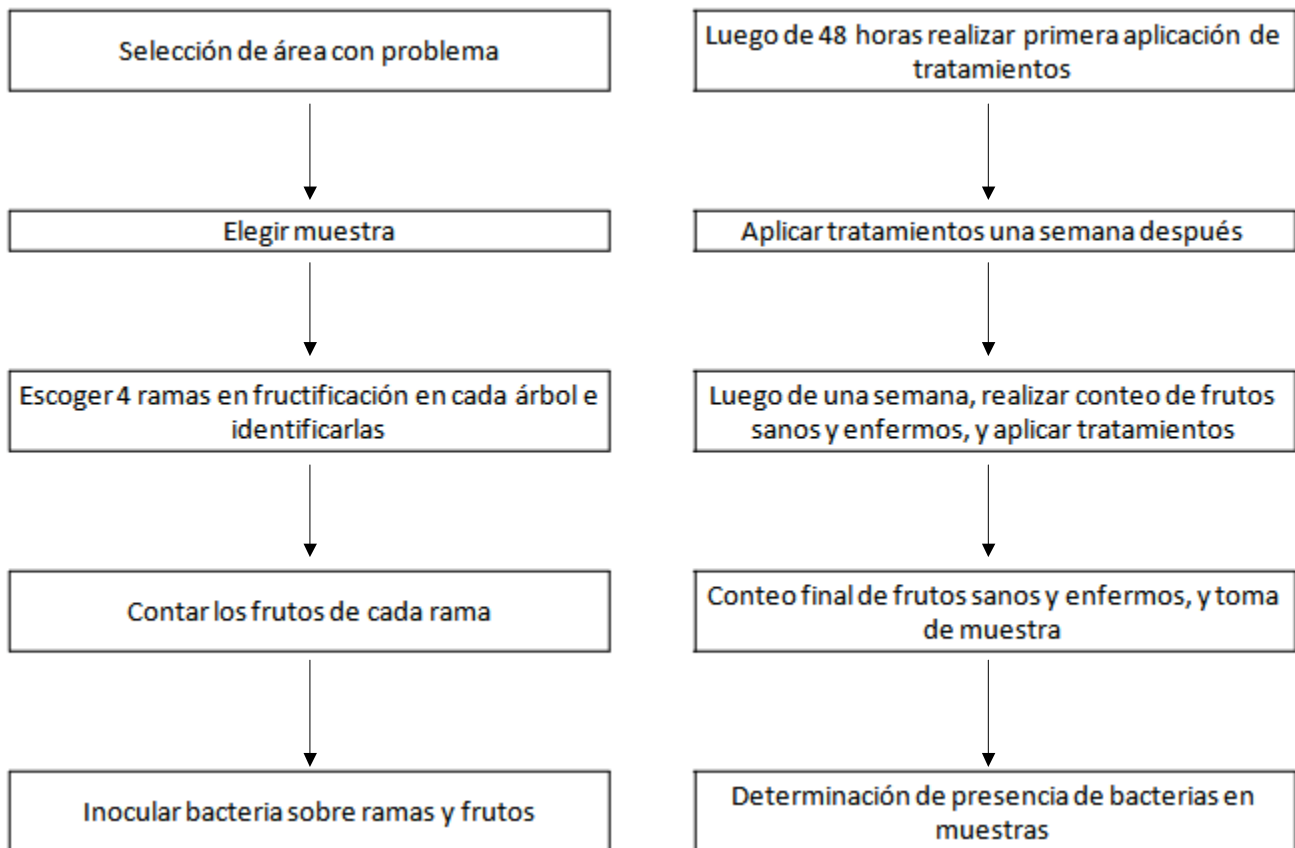 Selección de área con problema
Elegir muestra
Escoger 4 ramas en fructificación en cada árbol e
identificarlas
Contar los frutos de cada rama
Inocular bacteria sobre ramas y frutos
Luego de 48 horas realizar primera aplicación de
tratamientos
Aplicar tratamientos una semana después
Luego de una semana, realizar conteo de frutos
sanos y enfermos, y aplicar tratamientos
Conteo final de frutos sanos y enfermos, y toma
de muestra
Determinación de presencia de bacterias en
muestras